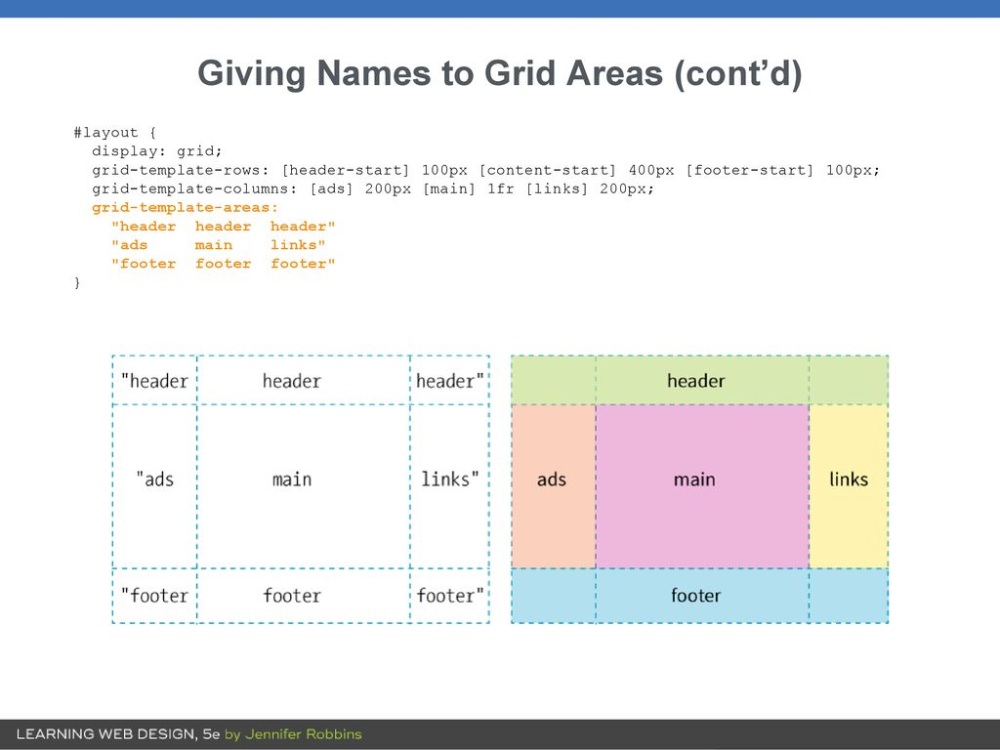 Giving Names to Grid Areas (cont’d)
#layout {
  display: grid;
  grid-template-rows: [header-start] 100px [content-start] 400px [footer-start] 100px;
  grid-template-columns: [ads] 200px [main] 1fr [links] 200px;
  grid-template-areas:
    "header  header  header"
    "ads     main    links"
    "footer  footer  footer"
}
"header header header"
"ads main links"
"footer footer footer"
header
ads main links
footer
LEARNING WEB DESIGN, 5e by Jennifer Robbins